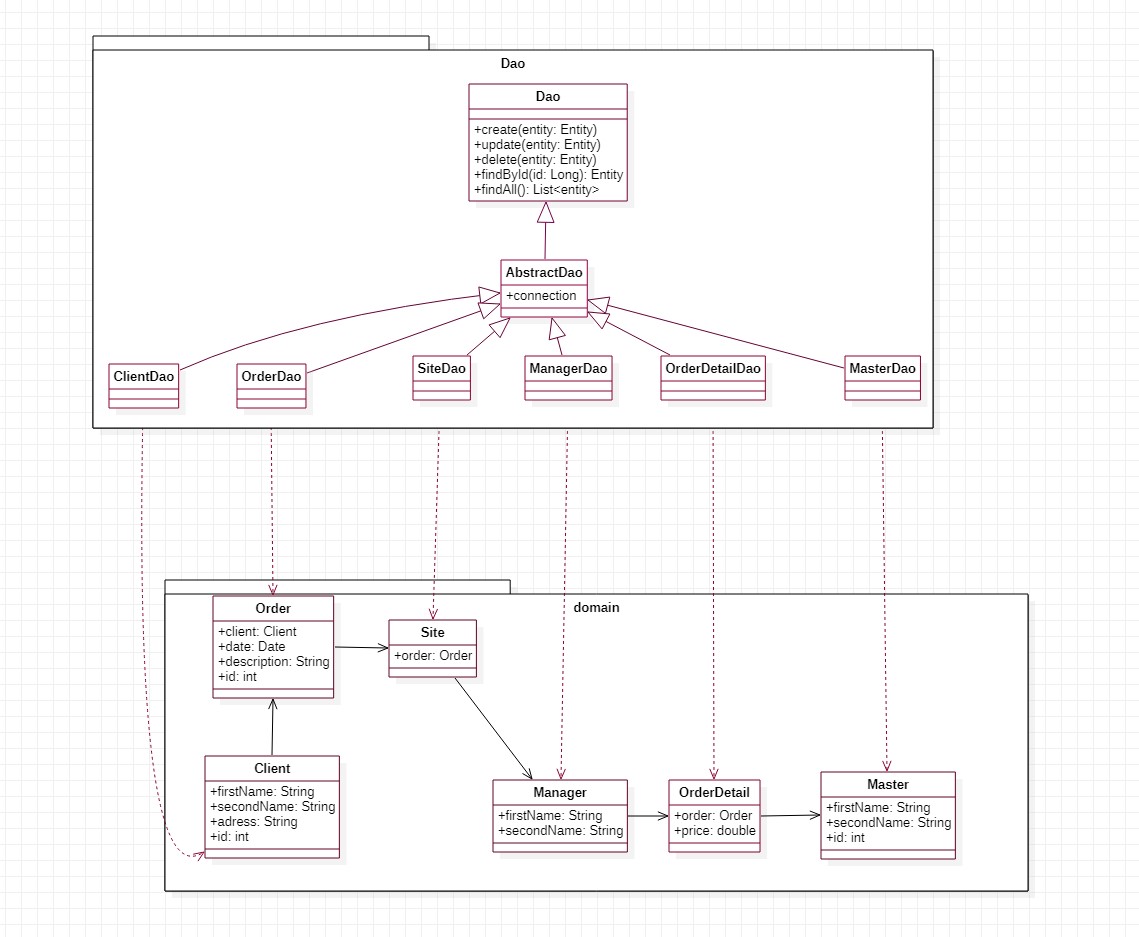 Dao
Dao
+create(entity: Entity)
+update(entity: Entity)
+delete(entity: Entity)
+findById(id: Long): Entity
+findAll(): List<entity>
AbstractDao
+connection
ClientDao
OrderDao
SiteDao
ManagerDao
OrderDetailDao
MasterDao
domain
Order
+client: Client
+date: Date
+description: String
+id: int
Site
+order: Order
Client
+firstName: String
+secondName: String
+adress: String
+id: int
Manager
+firstName: String
+secondName: String
OrderDetail
+order: Order
+price: double
Master
+firstName: String
+secondName: String
+id: int